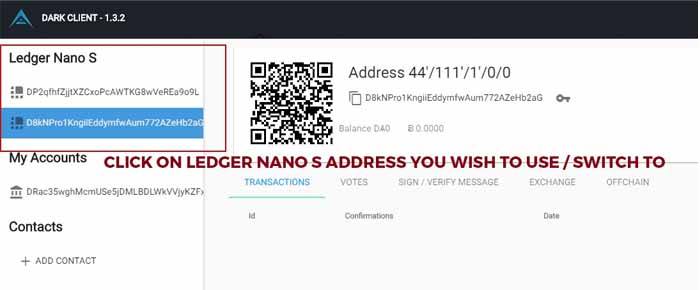 DARK CLIENT - 1.3.2
Ledger Nano S
DP2qfhfZjjtXZCxoPcAWTKG8wVeREa9o9L
D8kNPro1KngiiEddymfwAum772AZeHb2aG
My Accounts
DRac35wghMcmUSe5jDMLBDLWkVVjyKZFx
Contacts
ADD CONTACT
Address 44'/111'/1'/0/0
D8kNPro1KngiiEddymfwAum772AZeHb2aG
Balance DѦ0 Ƀ 0.0000
CLICK ON LEDGER NANO S ADDRESS YOU WISH TO USE / SWITCH TO
TRANSACTIONS VOTES SIGN / VERIFY MESSAGE EXCHANGE OFFCHAIN
Id Confirmations Date